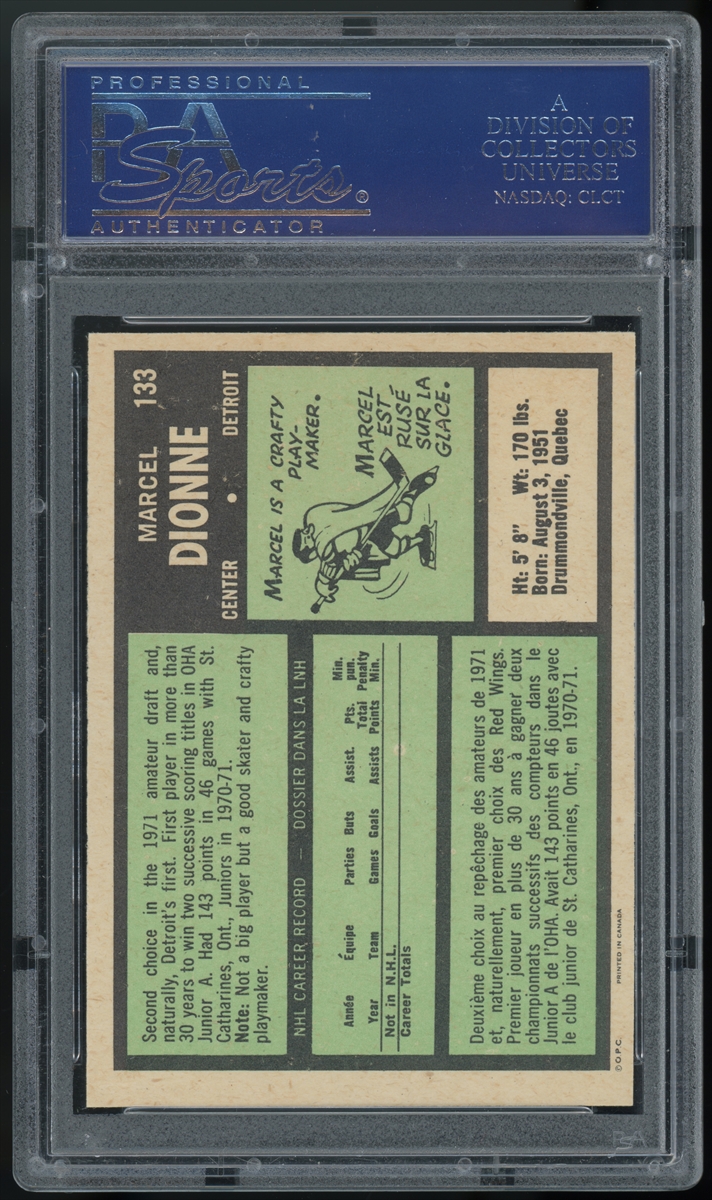 PROFESSIONAL
PSA
Sports®
AUTHENTICATOR
A
DIVISION OF
COLLECTORS
UNIVERSE
NASDAQ: CLCT
MARCEL 133
DIONNE
CENTER • DETROIT
MARCEL IS A CRAFTY
PLAY-
MAKER.
MARCEL
EST
RUSÉ
SUR LA
GLACE.
Ht: 5' 8" Wt: 170 lbs.
Born: August 3, 1951
Drummondville, Quebec
Second choice in the 1971 amateur draft and,
naturally, Detroit's first. First player in more than
30 years to win two successive scoring titles in OHA
Junior A. Had 143 points in 46 games with St.
Catharines, Ont., Juniors in 1970-71.
Note: Not a big player but a good skater and crafty
playmaker.
NHL CAREER RECORD — DOSSIER DANS LA LNH
Année Équipe Parties Buts Assist. Pts. Min. pun.
Year Team Games Goals Assists Total Points Penalty Min.
Not in N.H.L.
Career Totals
Deuxième choix au repêchage des amateurs de 1971
et, naturellement, premier choix des Red Wings.
Premier joueur en plus de 30 ans à gagner deux
championnats successifs des compteurs dans le
Junior A de l'OHA. Avait 143 points en 46 joutes avec
le club junior de St. Catharines, Ont., en 1970-71.
© O.P.C. PRINTED IN CANADA
PSA